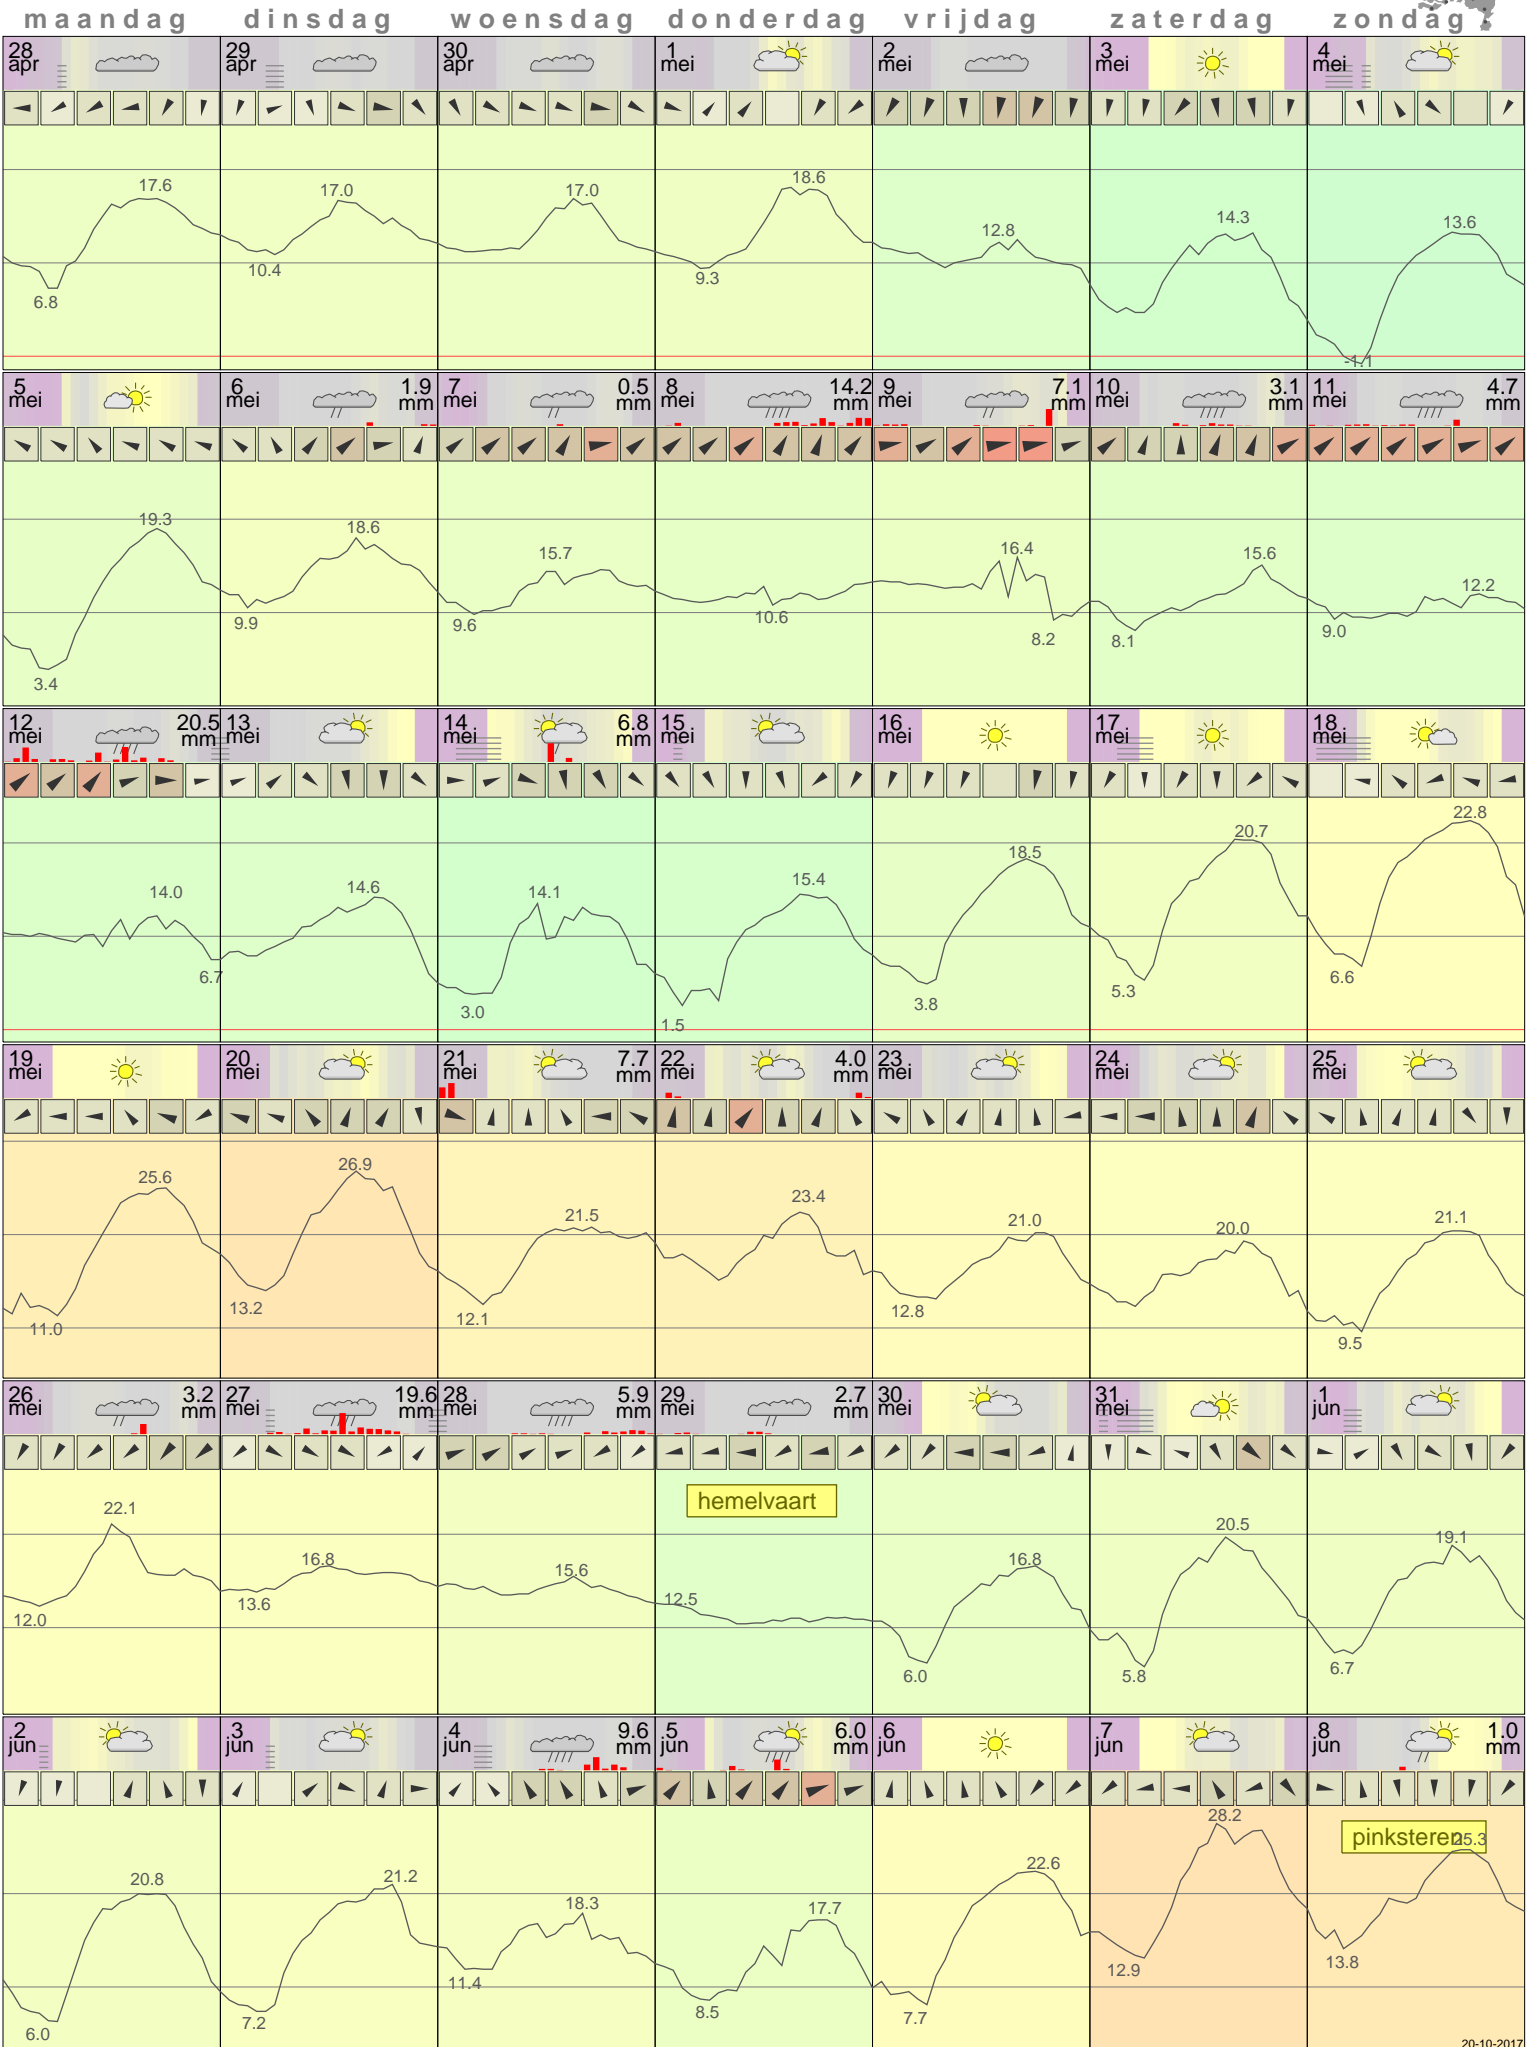 maandag dinsdag woensdag donderdag vrijdag zaterdag zondag
28 apr 29 apr 30 apr 1 mei 2 mei 3 mei 4 mei
17.6 17.0 17.0 18.6 12.8 14.3 13.6
6.8 10.4 9.3 -1.1
5 mei 6 mei 1.9 mm 7 mei 0.5 mm 8 mei 14.2 mm 9 mei 7.1 mm 10 mei 3.1 mm 11 mei 4.7 mm
19.3 18.6 15.7 16.4 15.6 12.2
3.4 9.9 9.6 10.6 8.2 8.1 9.0
12 mei 20.5 mm 13 mei 14 mei 6.8 mm 15 mei 16 mei 17 mei 18 mei
14.0 14.6 14.1 15.4 18.5 20.7 22.8
6.7 3.0 1.5 3.8 5.3 6.6
19 mei 20 mei 21 mei 7.7 mm 22 mei 4.0 mm 23 mei 24 mei 25 mei
25.6 26.9 21.5 23.4 21.0 20.0 21.1
11.0 13.2 12.1 12.8 9.5
26 mei 3.2 mm 27 mei 19.6 mm 28 mei 5.9 mm 29 mei 2.7 mm 30 mei 31 mei 1 jun
hemelvaart
22.1 16.8 15.6 12.5 16.8 20.5 19.1
12.0 13.6 6.0 5.8 6.7
2 jun 3 jun 4 jun 9.6 mm 5 jun 6.0 mm 6 jun 7 jun 8 jun 1.0 mm
pinksteren
20.8 21.2 18.3 17.7 22.6 28.2 25.3
6.0 7.2 11.4 8.5 7.7 12.9 13.8
20-10-2017